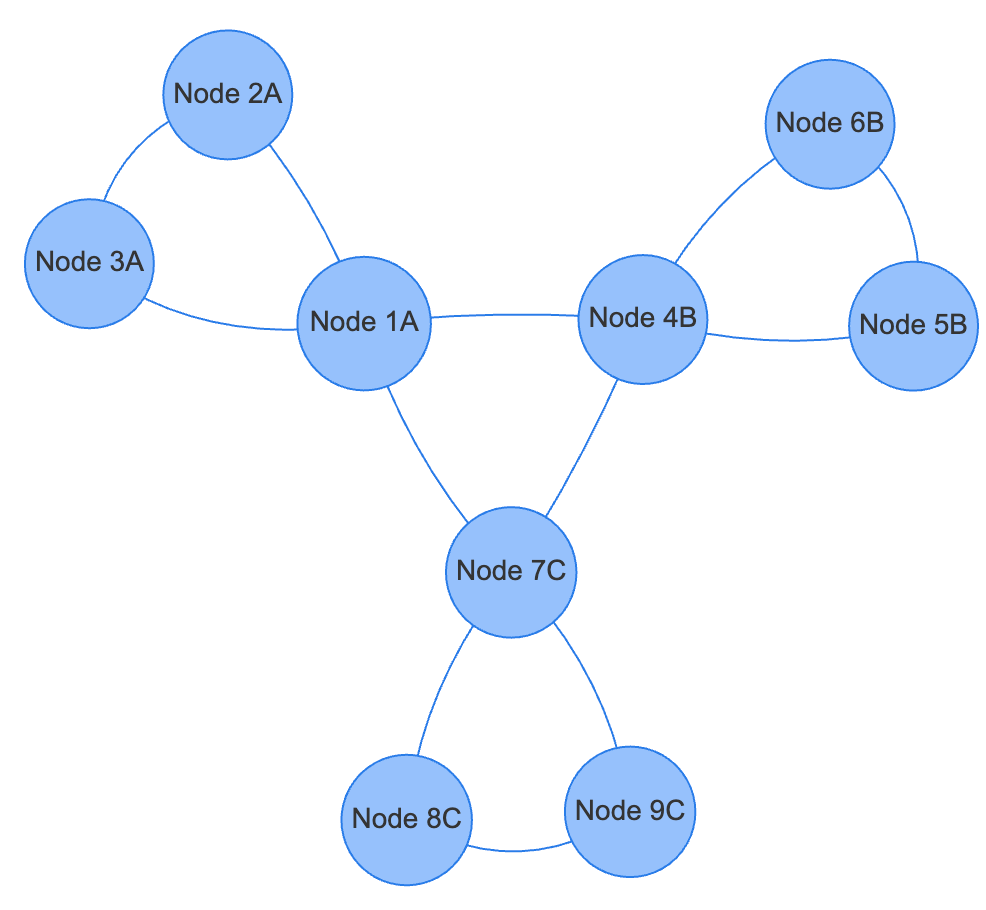 Node 2A
Node 6B
Node 3A
Node 1A
Node 4B
Node 5B
Node 7C
Node 8C
Node 9C